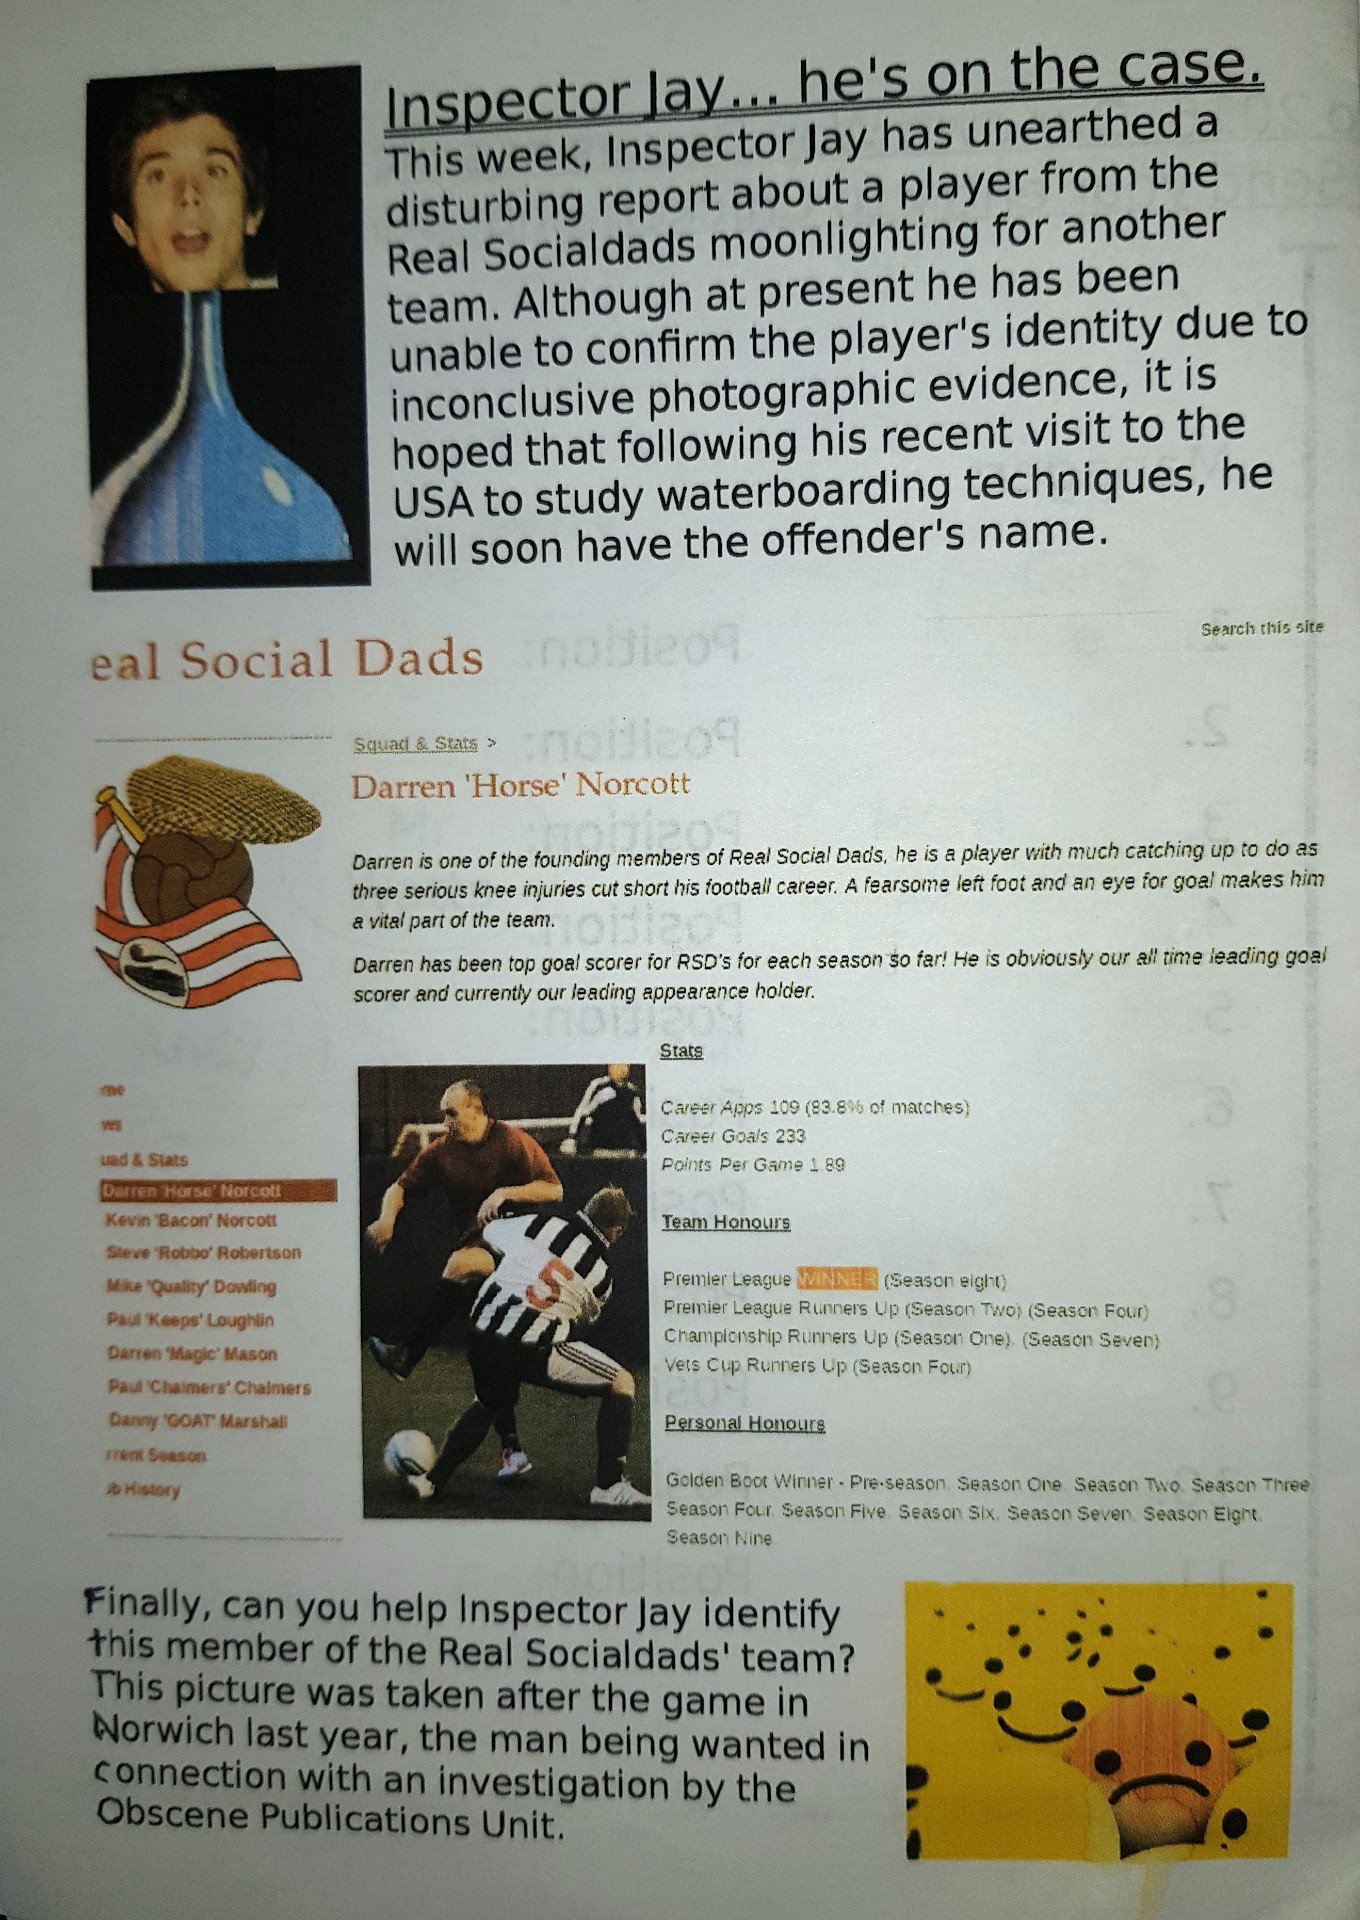 Inspector Jay... he's on the case.
This week, Inspector Jay has unearthed a
disturbing report about a player from the
Real Socialdads moonlighting for another
team. Although at present he has been
unable to confirm the player's identity due to
inconclusive photographic evidence, it is
hoped that following his recent visit to the
USA to study waterboarding techniques, he
will soon have the offender's name.
Search this site
eal Social Dads
Squad & Stats >
Darren 'Horse' Norcott
Darren is one of the founding members of Real Social Dads, he is a player with much catching up to do as
three serious knee injuries cut short his football career. A fearsome left foot and an eye for goal makes him
a vital part of the team.
Darren has been top goal scorer for RSD's for each season so far! He is obviously our all time leading goal
scorer and currently our leading appearance holder.
me
ws
uad & Stats
Darren 'Horse' Norcott
Kevin 'Bacon' Norcott
Steve 'Robbo' Robertson
Mike 'Quality' Dowling
Paul 'Keeps' Loughlin
Darren 'Magic' Mason
Paul 'Chalmers' Chalmers
Danny 'GOAT' Marshall
rrent Season
b History
5
Stats
Career Apps 109 (83.8% of matches)
Career Goals 233
Points Per Game 1.89
Team Honours
Premier League WINNER (Season eight)
Premier League Runners Up (Season Two) (Season Four)
Championship Runners Up (Season One). (Season Seven)
Vets Cup Runners Up (Season Four)
Personal Honours
Golden Boot Winner - Pre-season, Season One, Season Two, Season Three,
Season Four, Season Five, Season Six, Season Seven, Season Eight,
Season Nine
Finally, can you help Inspector Jay identify
this member of the Real Socialdads' team?
This picture was taken after the game in
Norwich last year, the man being wanted in
connection with an investigation by the
Obscene Publications Unit.